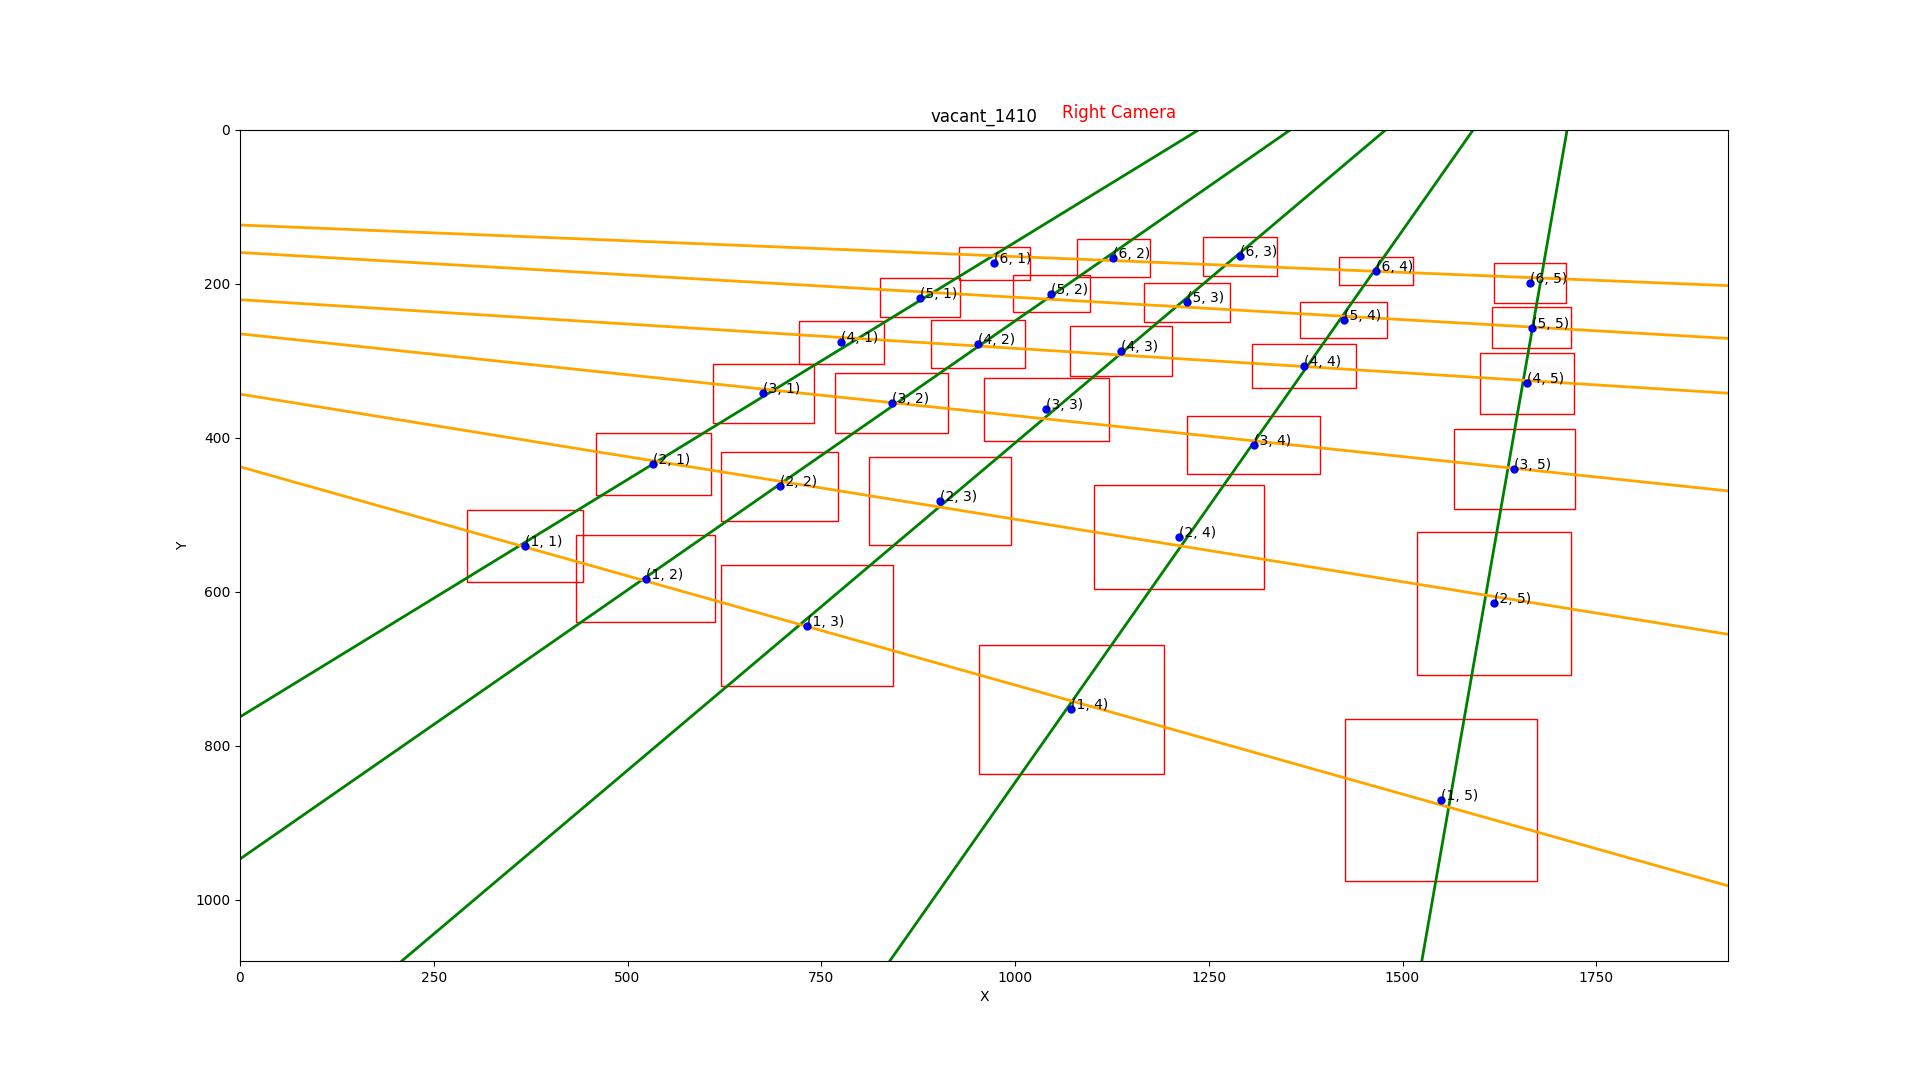 vacant_1410 Right Camera
0
(6, 1) (6, 2) (6, 3) (6, 4) (6, 5)
200
(5, 1) (5, 2) (5, 3) (5, 4) (5, 5)
(4, 1) (4, 2) (4, 3) (4, 4) (4, 5)
(3, 1) (3, 2) (3, 3) (3, 4) (3, 5)
400
(2, 1) (2, 2) (2, 3) (2, 4) (2, 5)
Y
(1, 1) (1, 2) (1, 3) (1, 4) (1, 5)
600
800
1000
0 250 500 750 1000 1250 1500 1750
X